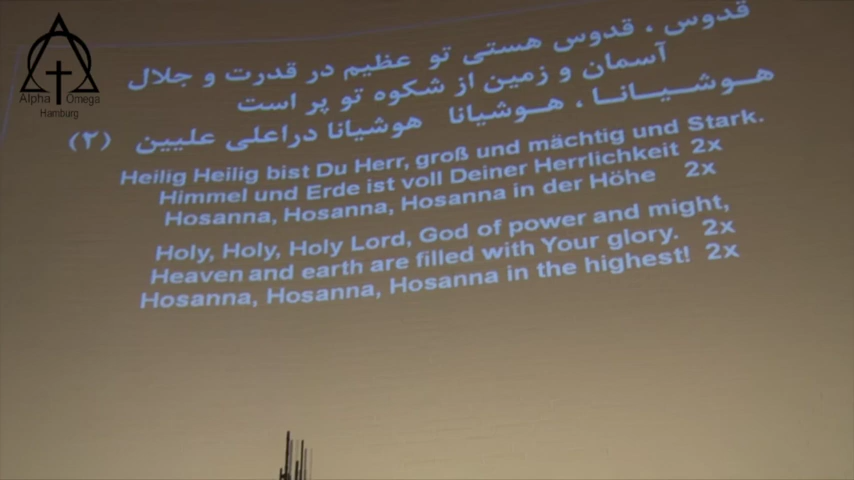 Alpha Omega
Hamburg
قدوس ، قدوس هستی تو عظیم در قدرت و جلال
آسمان و زمین از شکوه تو پر است
هوشیانا ، هوشیانا هوشیانا دراعلی علیین (۲)
Heilig Heilig bist Du Herr, groß und mächtig und Stark.
Himmel und Erde ist voll Deiner Herrlichkeit 2x
Hosanna, Hosanna, Hosanna in der Höhe 2x
Holy, Holy, Holy Lord, God of power and might,
Heaven and earth are filled with Your glory. 2x
Hosanna, Hosanna, Hosanna in the highest! 2x